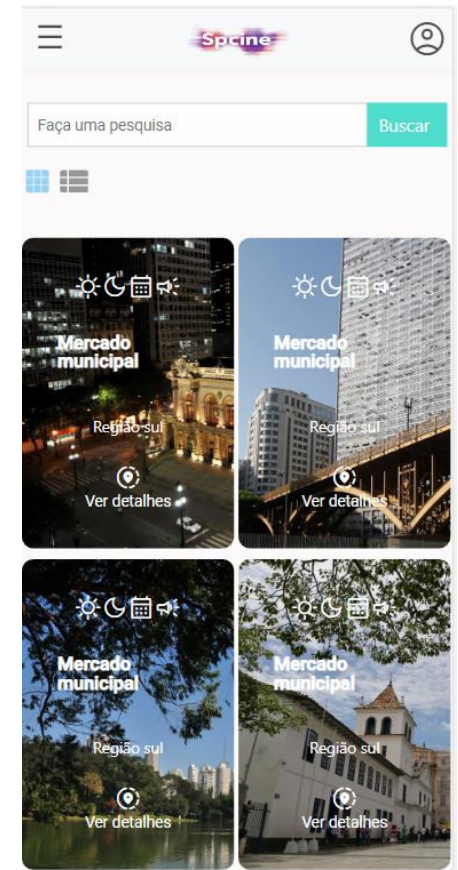 Spcine
Faça uma pesquisa
Buscar
Mercado
municipal
Região sul
Ver detalhes
Mercado
municipal
Região sul
Ver detalhes
Mercado
municipal
Região sul
Ver detalhes
Mercado
municipal
Região sul
Ver detalhes